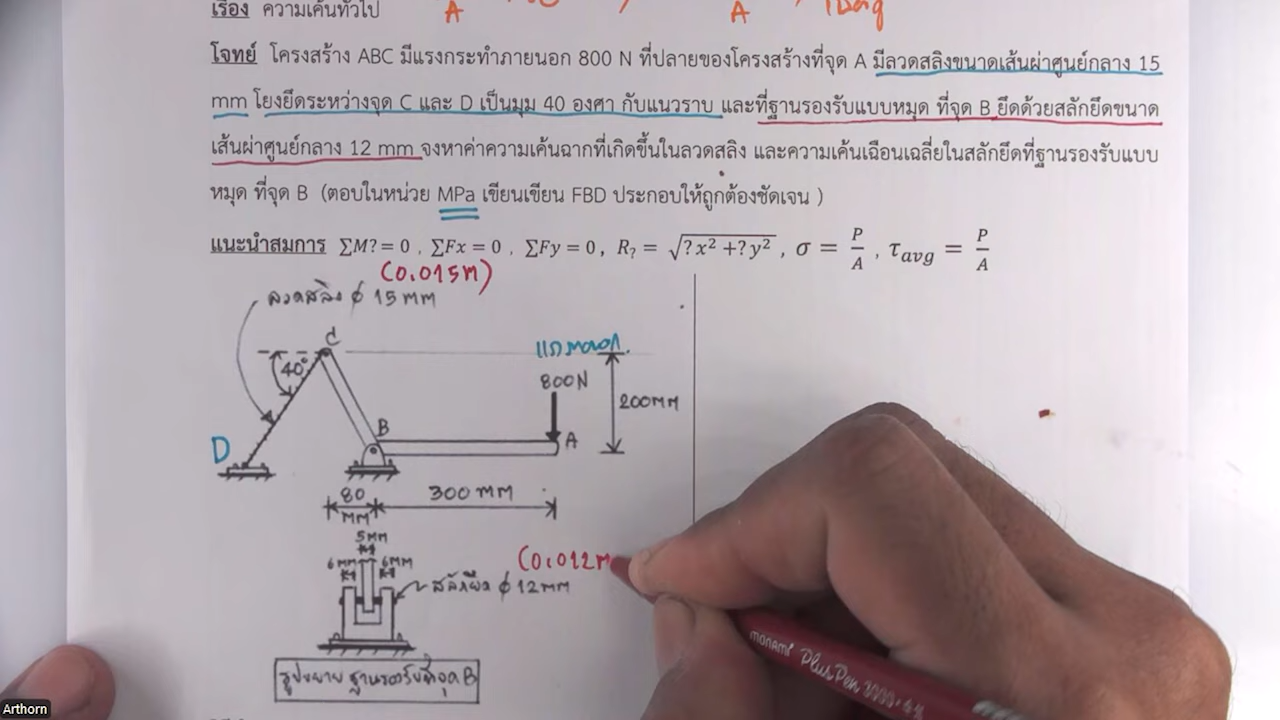 เรื่อง ความเค้นทั่วไป
A
A
โจทย์ โครงสร้าง ABC มีแรงกระทำภายนอก 800 N ที่ปลายของโครงสร้างที่จุด A มีลวดสลิงขนาดเส้นผ่าศูนย์กลาง 15
mm โยงยึดระหว่างจุด C และ D เป็นมุม 40 องศา กับแนวราบ และที่ฐานรองรับแบบหมุด ที่จุด B ยึดด้วยสลักยึดขนาด
เส้นผ่าศูนย์กลาง 12 mm จงหาค่าความเค้นฉากที่เกิดขึ้นในลวดสลิง และความเค้นเฉือนเฉลี่ยในสลักยึดที่ฐานรองรับแบบ
หมุด ที่จุด B (ตอบในหน่วย MPa เขียนเขียน FBD ประกอบให้ถูกต้องชัดเจน )
แนะนำสมการ ∑M? = 0 , ∑Fx = 0 , ∑Fy = 0 , R? = √?x² +?y² , σ = P/A , τavg = P/A
(0.015m)
ลวดสลิง ϕ 15 mm
C
40°
800N
200mm
B
A
D
80
mm
300 mm
5mm
6mm
6mm
(0.012m
สลักยึด ϕ 12mm
รูปขยาย ฐานรองรับที่จุด B
monami Plus Pen 3000
Arthorn